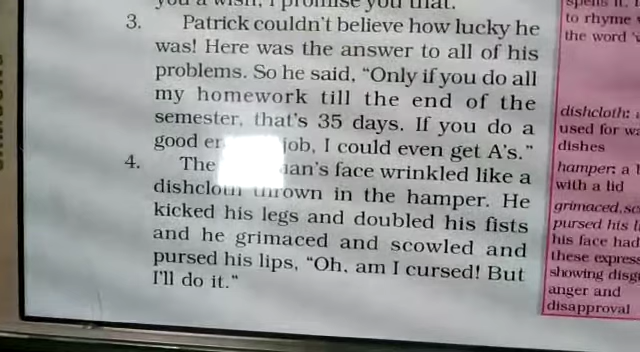 you a wish, I promise you that.
3. Patrick couldn't believe how lucky he
was! Here was the answer to all of his
problems. So he said, "Only if you do all
my homework till the end of the
semester, that's 35 days. If you do a
good job, I could even get A's."
4. The face wrinkled like a
dishcloth thrown in the hamper. He
kicked his legs and doubled his fists
and he grimaced and scowled and
pursed his lips, "Oh, am I cursed! But
I'll do it."
to rhyme
the word
dishcloth:
used for
dishes
hamper: a
with a lid
grimaced,
pursed his
his face had
these
showing
anger and
disapproval